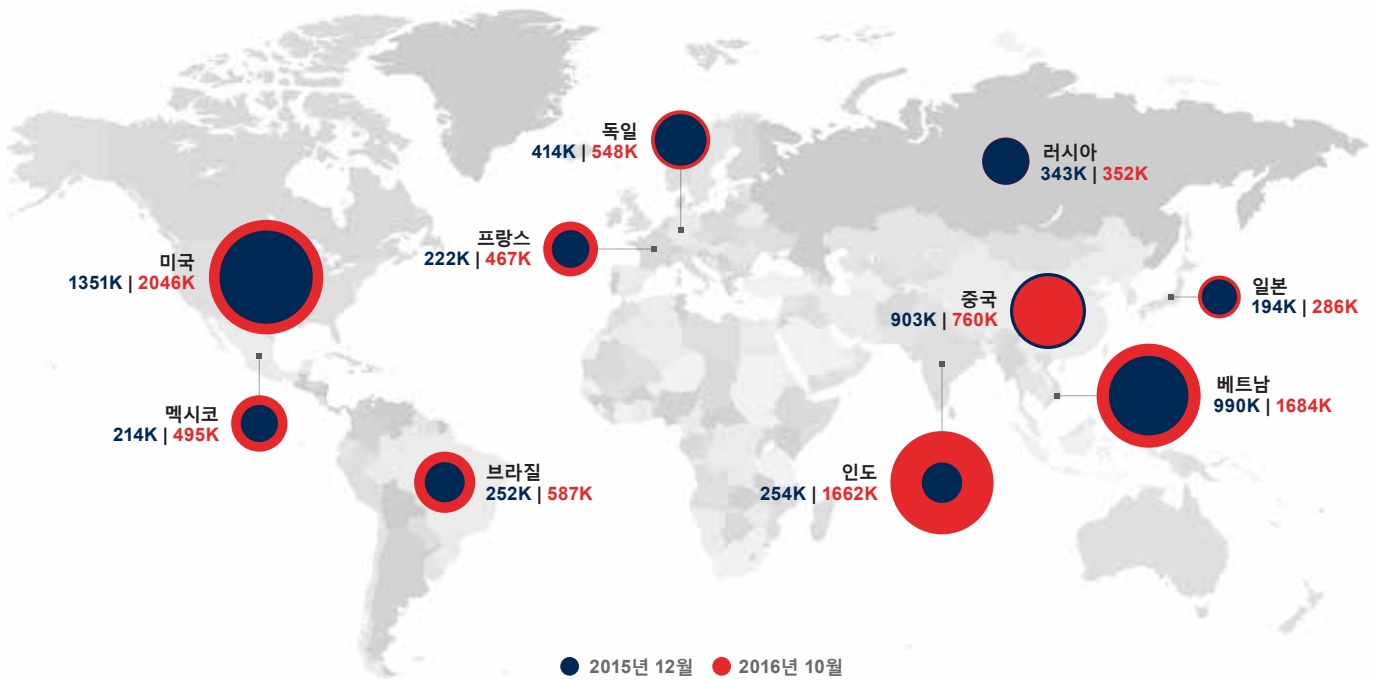 독일
414K | 548K
러시아
343K | 352K
프랑스
222K | 467K
미국
1351K | 2046K
일본
194K | 286K
중국
903K | 760K
베트남
990K | 1684K
멕시코
214K | 495K
브라질
252K | 587K
인도
254K | 1662K
2015년 12월 2016년 10월